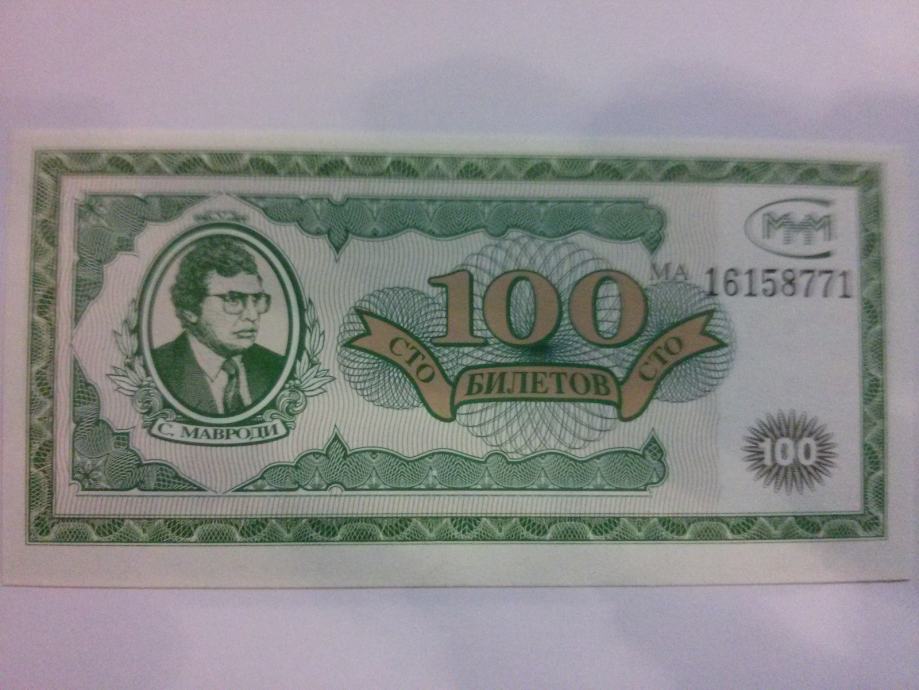 МММ
МА 16158771
100
СТО БИЛЕТОВ СТО
С. МАВРОДИ
100